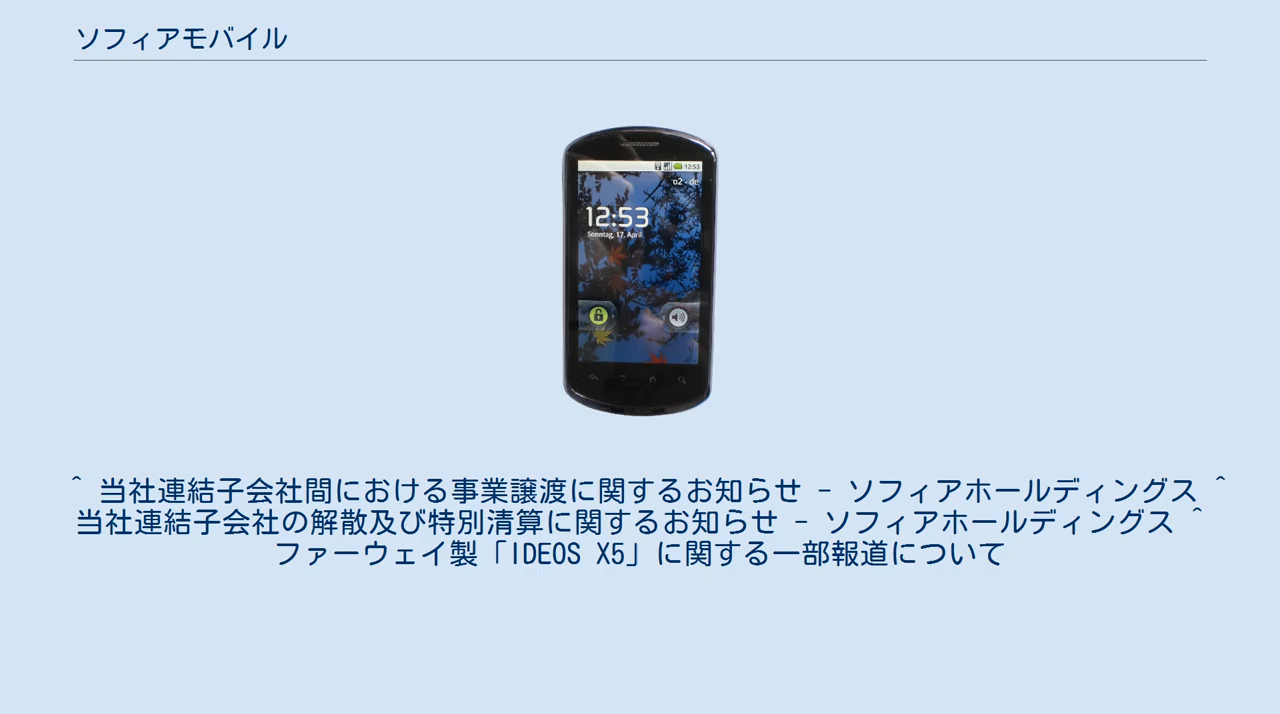 ソフィアモバイル
12:53
o2 - de
12:53
Sonntag, 17. April
^ 当社連結子会社間における事業譲渡に関するお知らせ - ソフィアホールディングス ^
当社連結子会社の解散及び特別清算に関するお知らせ - ソフィアホールディングス ^
ファーウェイ製「IDEOS X5」に関する一部報道について